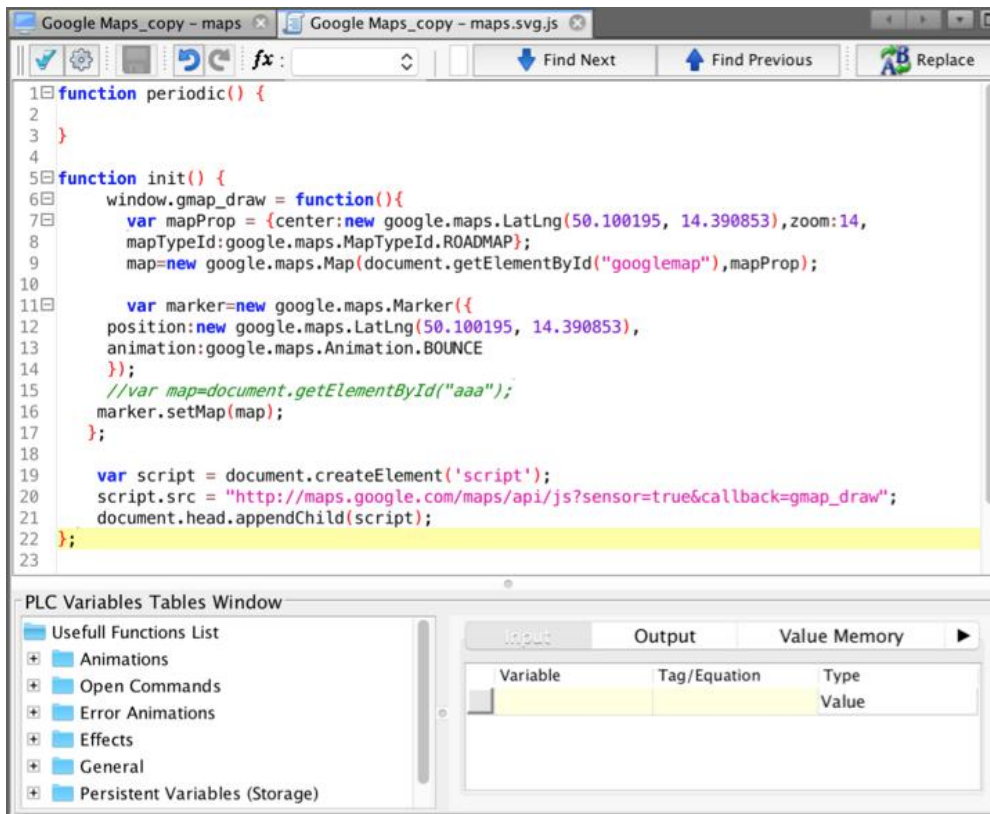 Google Maps_copy – maps
Google Maps_copy – maps.svg.js
fx :
Find Next
Find Previous
Replace
1 function periodic() {
2
3 }
4
5 function init() {
6 window.gmap_draw = function(){
7 var mapProp = {center:new google.maps.LatLng(50.100195, 14.390853),zoom:14,
8 mapTypeId:google.maps.MapTypeId.ROADMAP};
9 map=new google.maps.Map(document.getElementById("googlemap"),mapProp);
10
11 var marker=new google.maps.Marker({
12 position:new google.maps.LatLng(50.100195, 14.390853),
13 animation:google.maps.Animation.BOUNCE
14 });
15 //var map=document.getElementById("aaa");
16 marker.setMap(map);
17 };
18
19 var script = document.createElement('script');
20 script.src = "http://maps.google.com/maps/api/js?sensor=true&callback=gmap_draw";
21 document.head.appendChild(script);
22 };
23
PLC Variables Tables Window
Usefull Functions List
Animations
Open Commands
Error Animations
Effects
General
Persistent Variables (Storage)
Input Output Value Memory
Variable Tag/Equation Type
Value